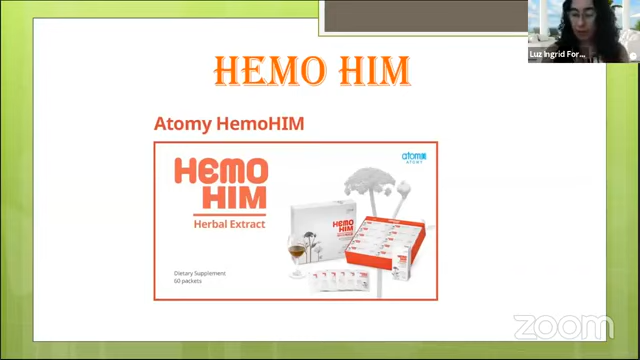 HEMO HIM
Luz Ingrid For...
Atomy HemoHIM
HEMO
HIM
Herbal Extract
Dietary Supplement
60 packets
atomy
ATOMY
HEMO
HIM
zoom